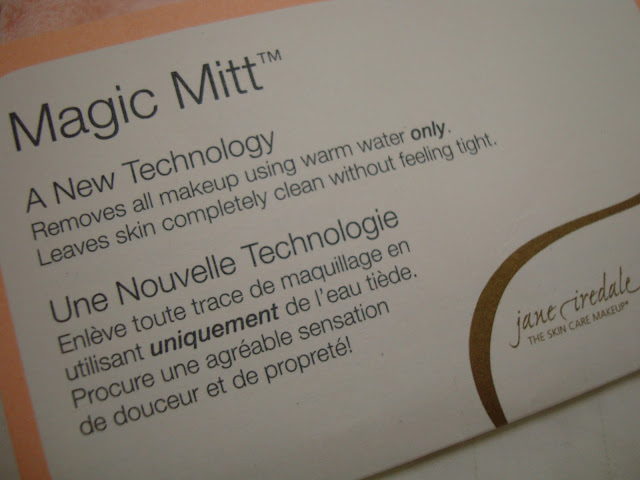 Magic Mitt™
A New Technology
Removes all makeup using warm water only.
Leaves skin completely clean without feeling tight.
Une Nouvelle Technologie
Enlève toute trace de maquillage en
utilisant uniquement de l'eau tiède.
Procure une agréable sensation
de douceur et de propreté!
jane iredale
THE SKIN CARE MAKEUP®